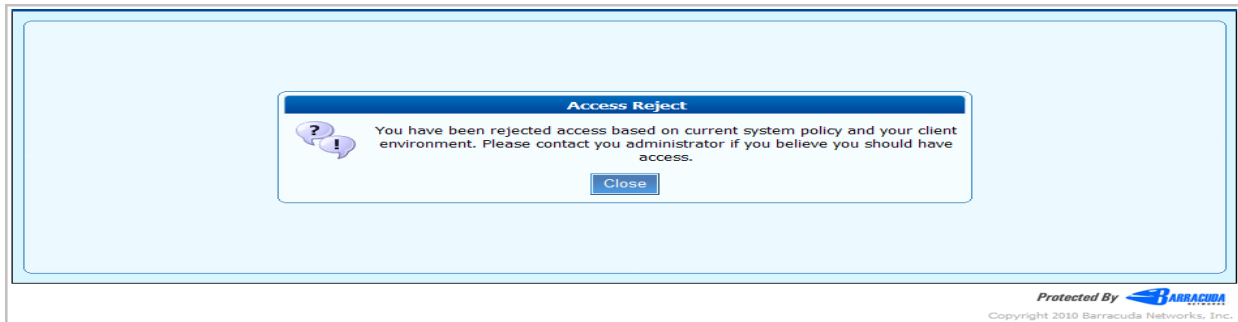 Access Reject
?
!
You have been rejected access based on current system policy and your client
environment. Please contact you administrator if you believe you should have
access.
Close
Protected By BARRACUDA
NETWORKS
Copyright 2010 Barracuda Networks, Inc.